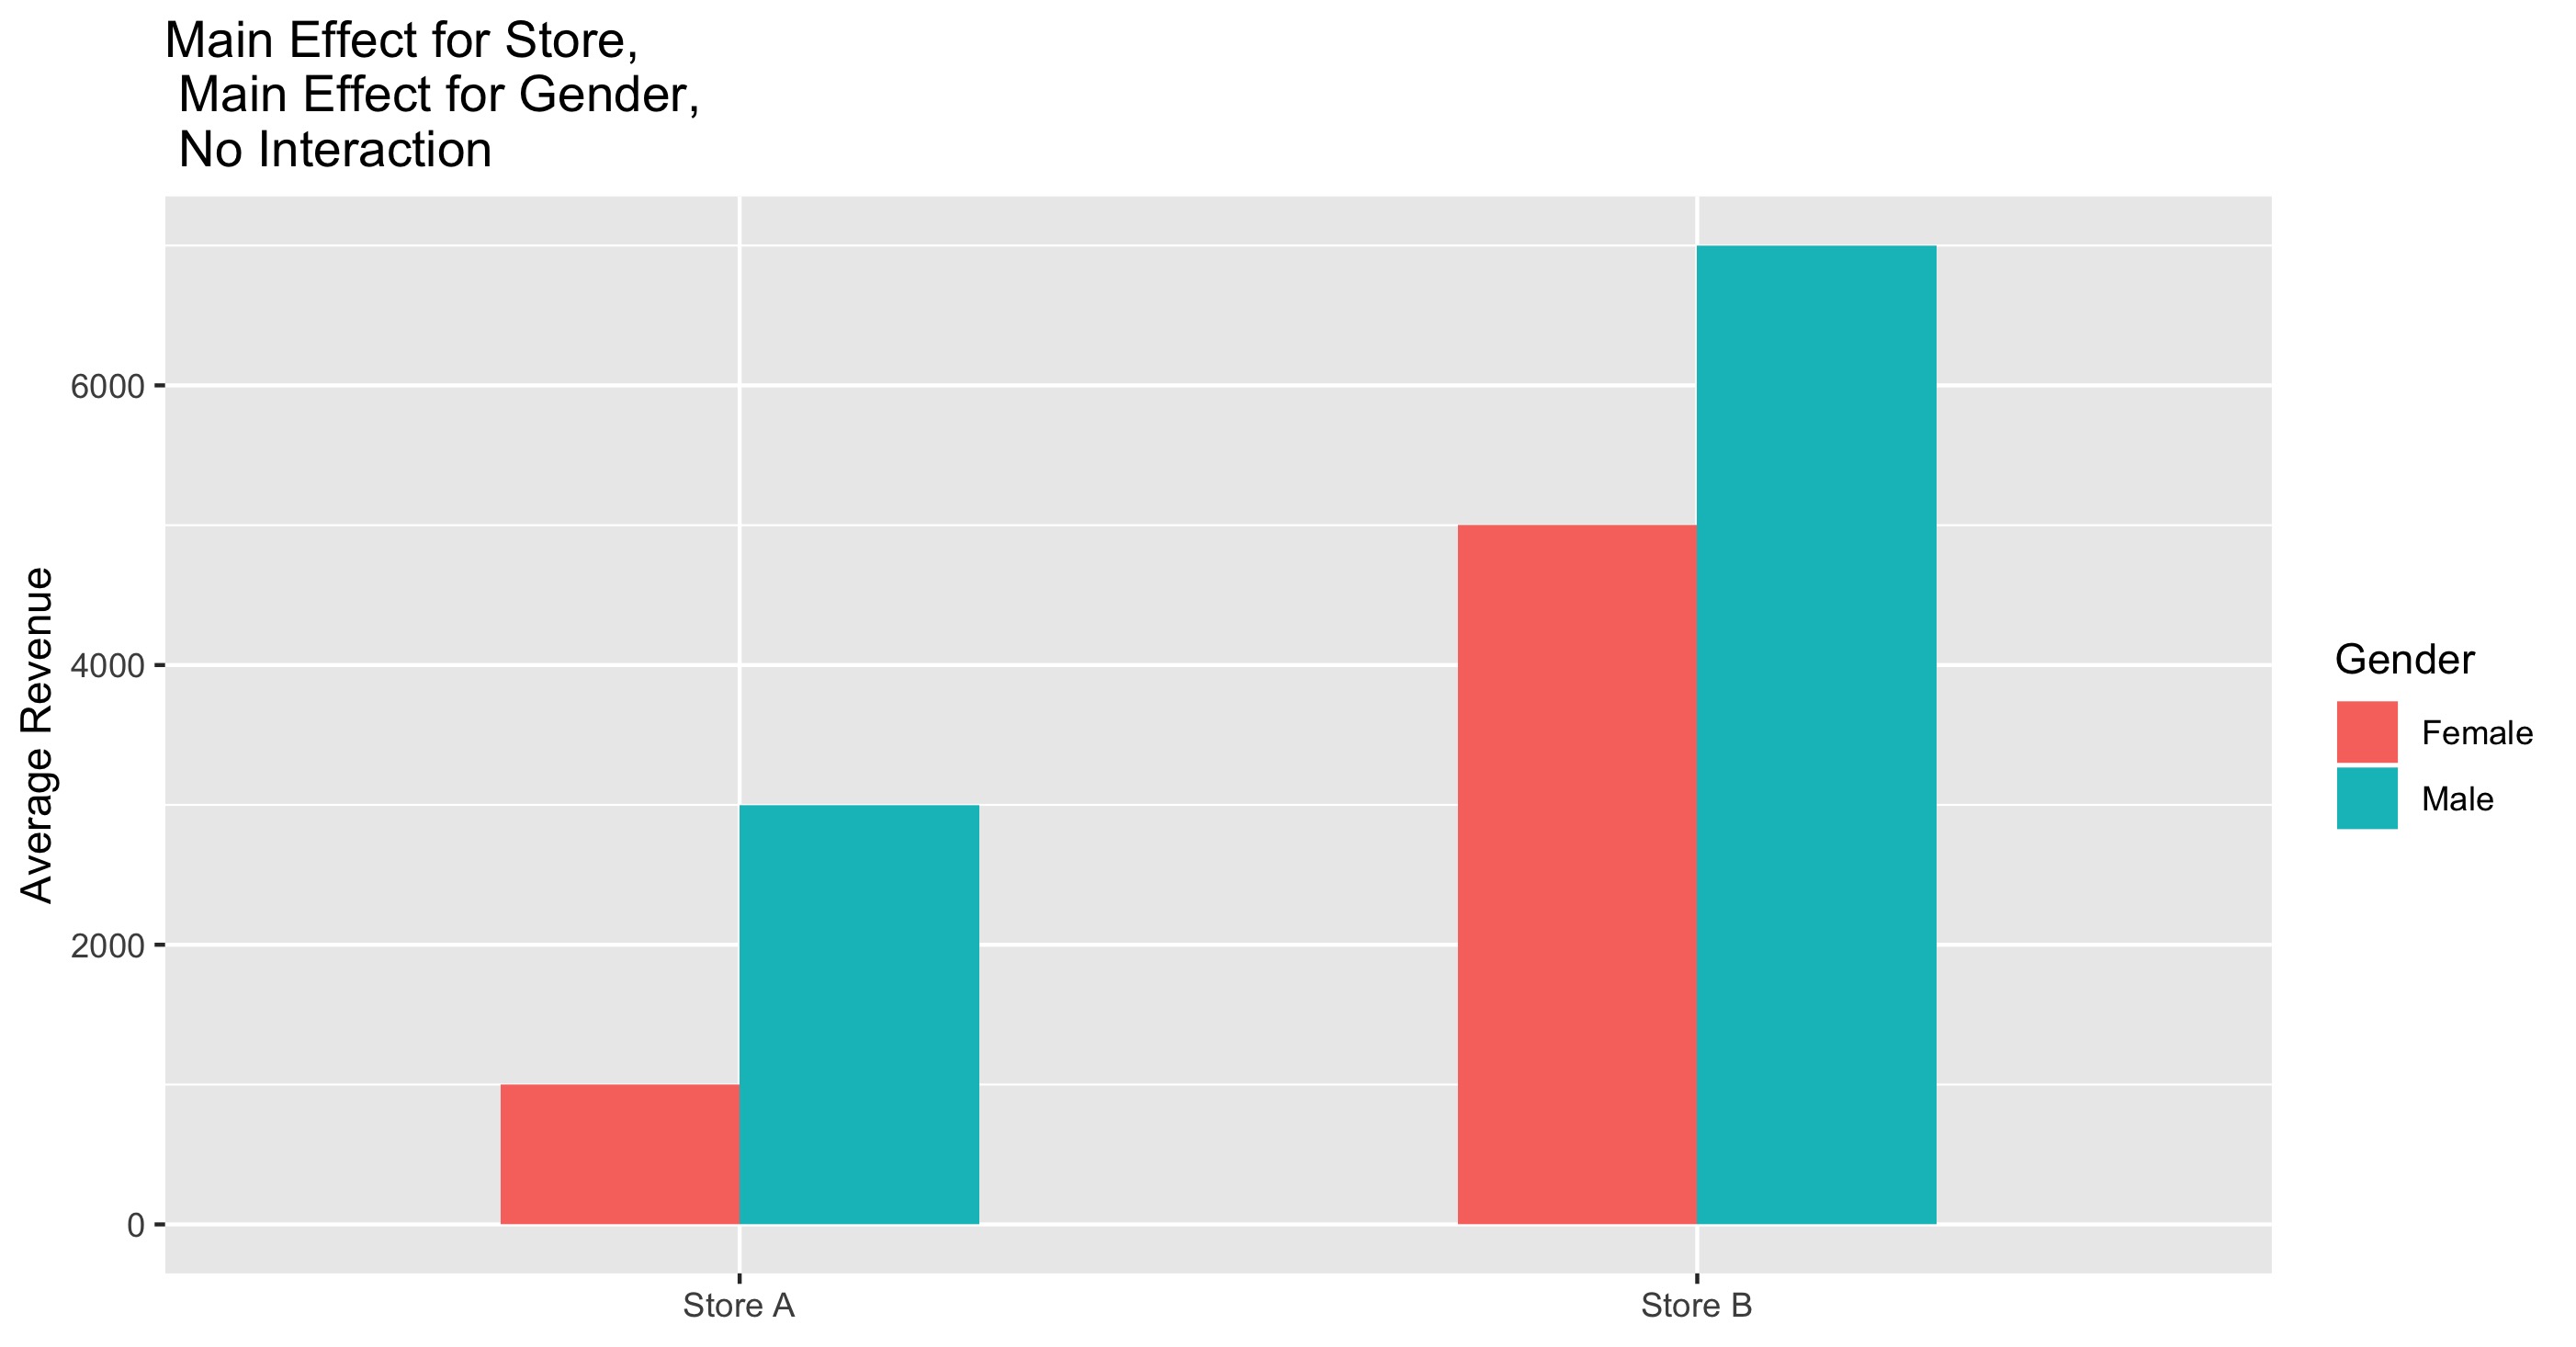 Main Effect for Store,
Main Effect for Gender,
No Interaction
Average Revenue
6000
4000
2000
0
Store A
Store B
Gender
Female
Male